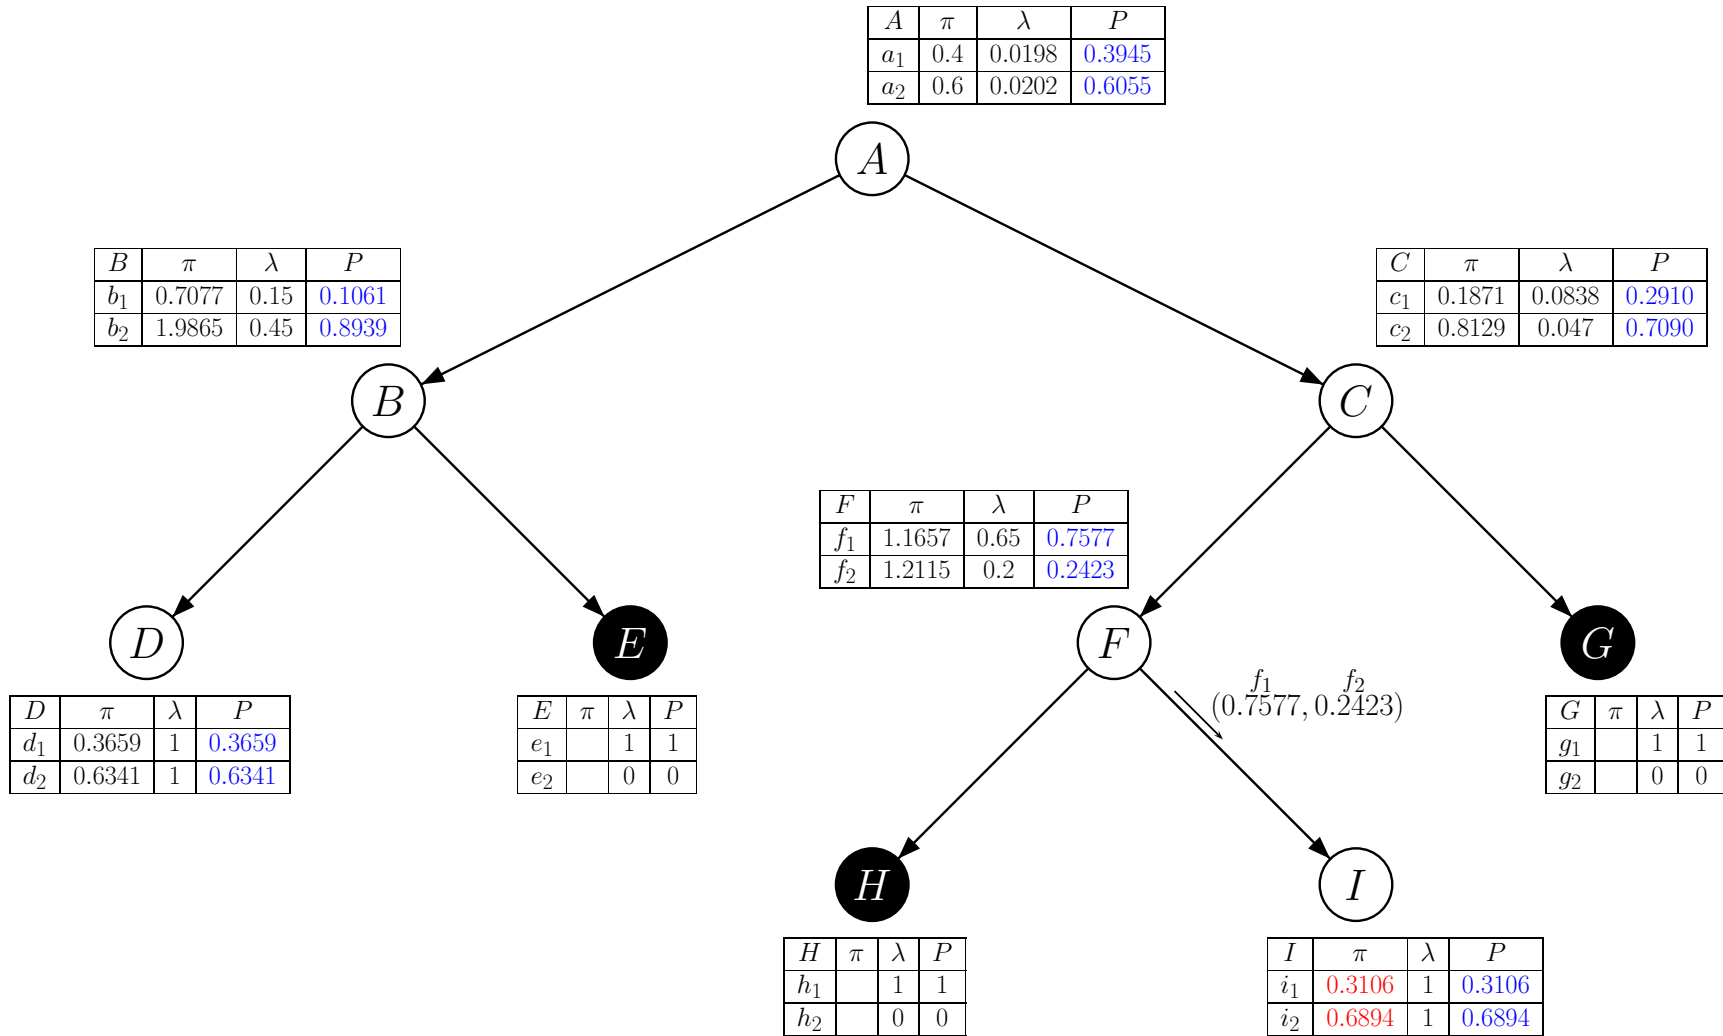 A π λ P
a₁ 0.4 0.0198 0.3945
a₂ 0.6 0.0202 0.6055
A
B π λ P
b₁ 0.7077 0.15 0.1061
b₂ 1.9865 0.45 0.8939
C π λ P
c₁ 0.1871 0.0838 0.2910
c₂ 0.8129 0.047 0.7090
B
C
F π λ P
f₁ 1.1657 0.65 0.7577
f₂ 1.2115 0.2 0.2423
D
E
F
G
f₁ f₂
(0.7577, 0.2423)
D π λ P
d₁ 0.3659 1 0.3659
d₂ 0.6341 1 0.6341
E π λ P
e₁ 1 1
e₂ 0 0
G π λ P
g₁ 1 1
g₂ 0 0
H
I
H π λ P
h₁ 1 1
h₂ 0 0
I π λ P
i₁ 0.3106 1 0.3106
i₂ 0.6894 1 0.6894